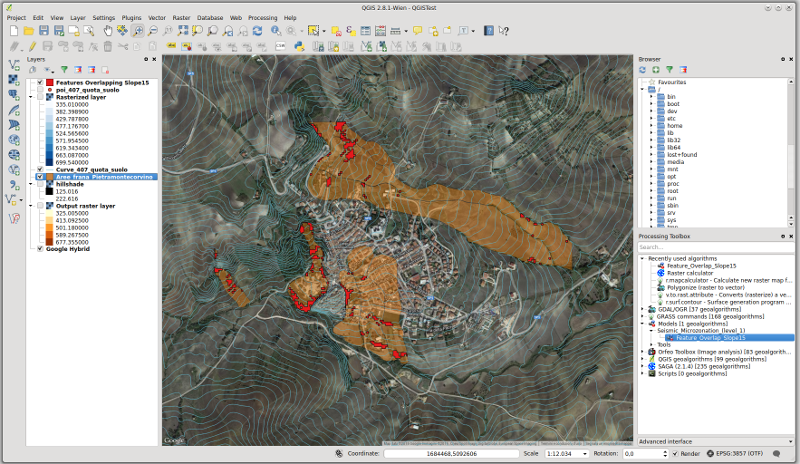 QGIS 2.8.1-Wien - QGISTest
Project Edit View Layer Settings Plugins Vector Raster Database Web Processing Help
Layers
Features Overlapping Slope15
poi_407_quota_suolo
Rasterized layer
335.010000
382.398900
429.787800
477.176700
524.565600
571.954500
619.343400
663.087000
699.540000
Curve_407_quota_suolo
Aree_frana_Pietramontecorvino
hillshade
125.016
222.616
Output raster layer
325.005000
413.092500
501.180000
589.267500
677.355000
Google Hybrid
Google
Browser
Favourites
/
bin
boot
dev
etc
home
lib
lib32
lib64
lost+found
media
mnt
opt
proc
root
run
sbin
srv
sys
Processing Toolbox
Search...
Recently used algorithms
Feature_Overlap_Slope15
Raster calculator
r.mapcalculator - Calculate new raster map f...
Polygonize (raster to vector)
v.to.rast.attribute - Converts (rasterize) a ve...
r.surf.contour - Surface generation program ...
GDAL/OGR [37 geoalgorithms]
GRASS commands [168 geoalgorithms]
Models [1 geoalgorithms]
Seismic_Microzonation_(level_1)
Feature_Overlap_Slope15
Tools
Orfeo Toolbox (Image analysis) [83 geoalgorith...
QGIS geoalgorithms [99 geoalgorithms]
SAGA (2.1.4) [235 geoalgorithms]
Scripts [0 geoalgorithms]
Advanced interface
Coordinate: 1684468,5092606 Scale 1:12.034 Rotation: 0,0 Render EPSG:3857 (OTF)